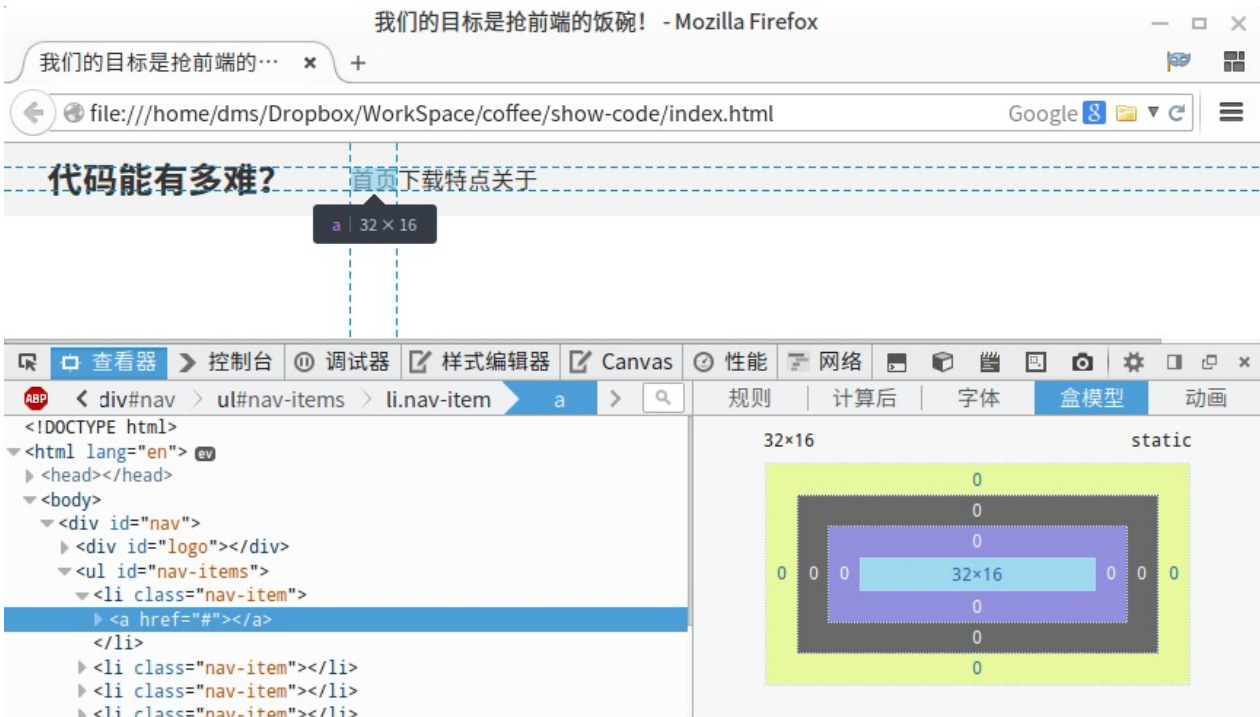 我们的目标是抢前端的饭碗！ - Mozilla Firefox
我们的目标是抢前端的…
file:///home/dms/Dropbox/WorkSpace/coffee/show-code/index.html
Google 8
代码能有多难？
首页下载特点关于
a 32 × 16
查看器 控制台 调试器 样式编辑器 Canvas 性能 网络
ABP div#nav ul#nav-items li.nav-item a
规则 计算后 字体 盒模型 动画
<!DOCTYPE html>
<html lang="en"> ev
<head></head>
<body>
<div id="nav">
<div id="logo"></div>
<ul id="nav-items">
<li class="nav-item">
<a href="#"></a>
</li>
<li class="nav-item"></li>
<li class="nav-item"></li>
<li class="nav-item"></li>
32×16 static
0
0
0
0 0 0 32×16 0 0 0
0
0
0